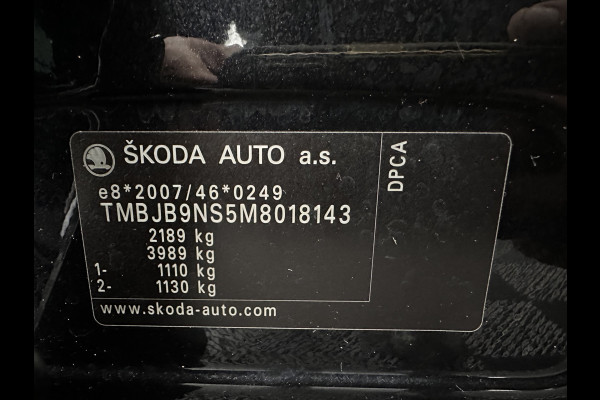 ŠKODA AUTO a.s.
DPCA
e8*2007/46*0249
TMBJB9NS5M8018143
2189 kg
3989 kg
1- 1110 kg
2- 1130 kg
www.skoda-auto.com